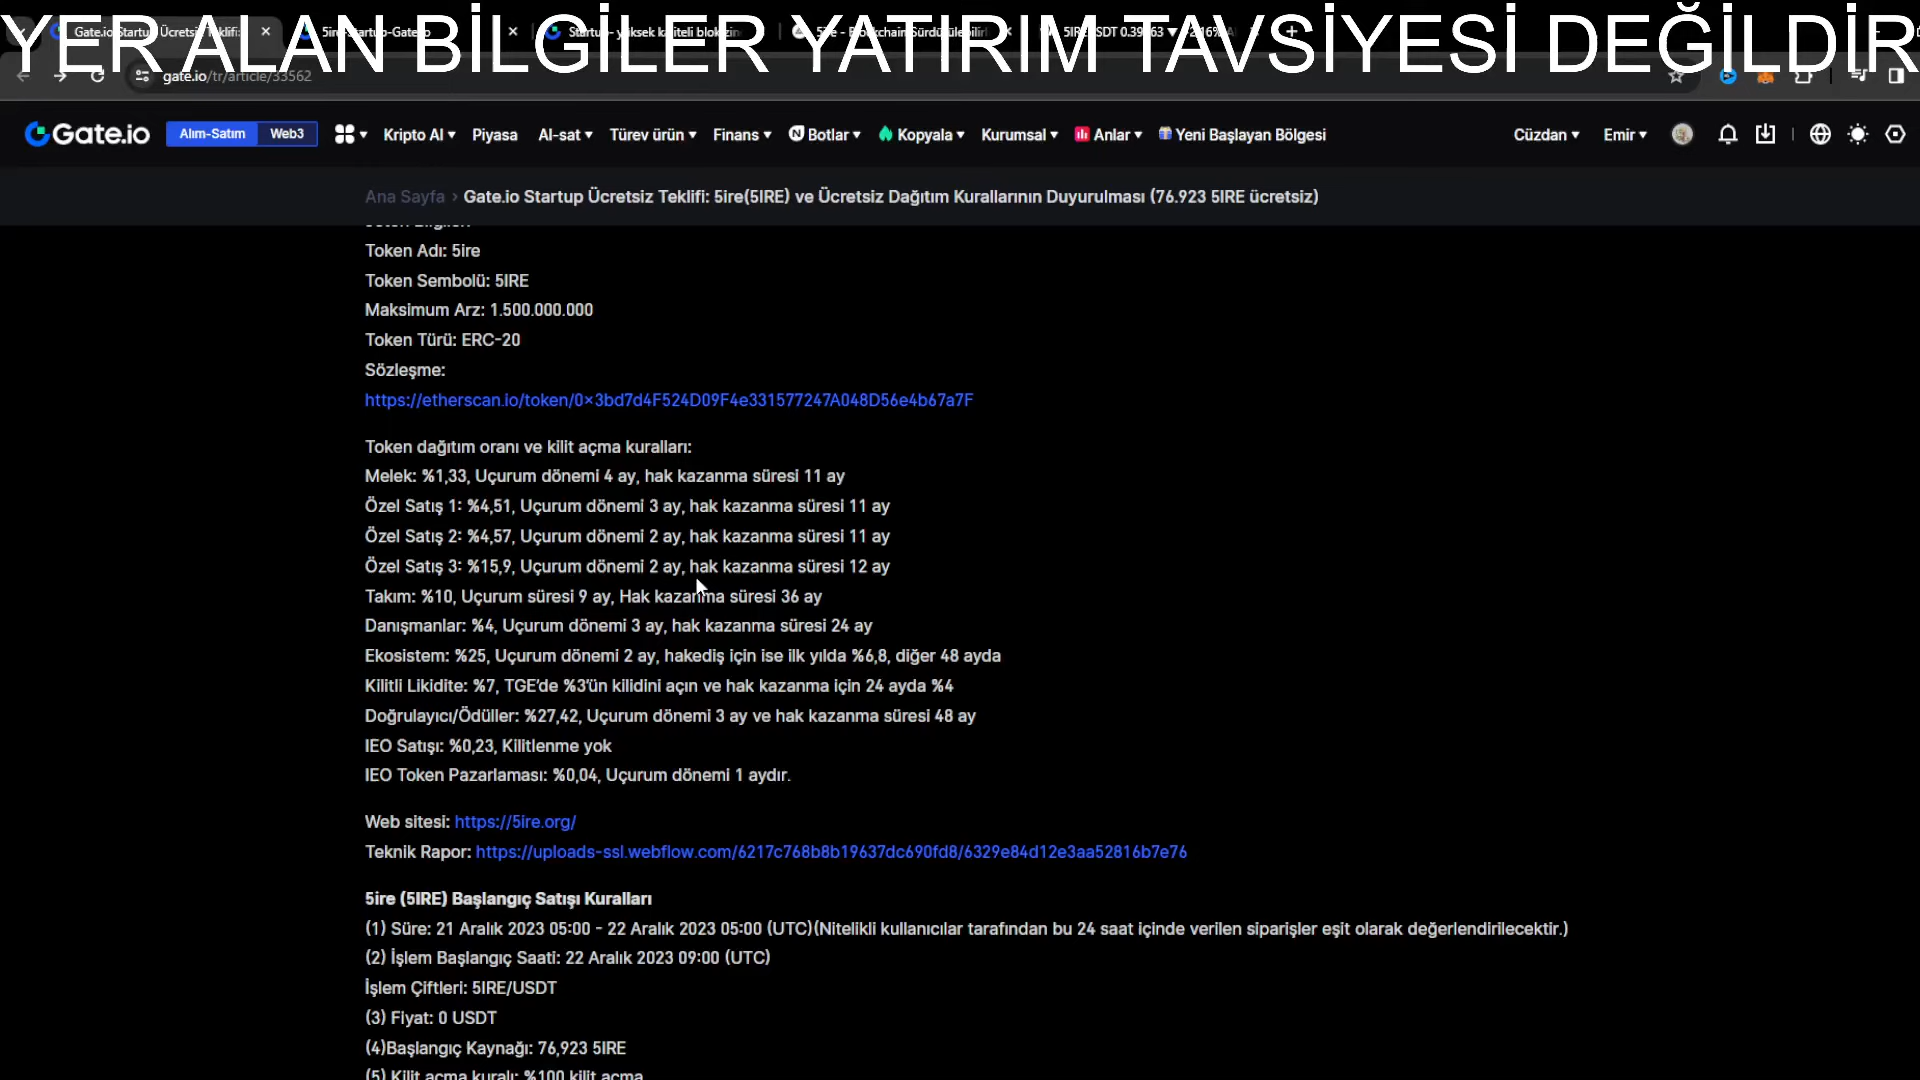 YER ALAN BİLGİLER YATIRIM TAVSİYESİ DEĞİLDİR
gate.io/tr/article/33562
Gate.io Alım-Satım Web3 Kripto Al Piyasa Al-sat Türev ürün Finans Botlar Kopyala Kurumsal Anlar Yeni Başlayan Bölgesi Cüzdan Emir
Ana Sayfa > Gate.io Startup Ücretsiz Teklifi: 5ire(5IRE) ve Ücretsiz Dağıtım Kurallarının Duyurulması (76.923 5IRE ücretsiz)
Token Adı: 5ire
Token Sembolü: 5IRE
Maksimum Arz: 1.500.000.000
Token Türü: ERC-20
Sözleşme:
https://etherscan.io/token/0x3bd7d4F524D09F4e331577247A048D56e4b67a7F
Token dağıtım oranı ve kilit açma kuralları:
Melek: %1,33, Uçurum dönemi 4 ay, hak kazanma süresi 11 ay
Özel Satış 1: %4,51, Uçurum dönemi 3 ay, hak kazanma süresi 11 ay
Özel Satış 2: %4,57, Uçurum dönemi 2 ay, hak kazanma süresi 11 ay
Özel Satış 3: %15,9, Uçurum dönemi 2 ay, hak kazanma süresi 12 ay
Takım: %10, Uçurum süresi 9 ay, Hak kazanma süresi 36 ay
Danışmanlar: %4, Uçurum dönemi 3 ay, hak kazanma süresi 24 ay
Ekosistem: %25, Uçurum dönemi 2 ay, hakediş için ise ilk yılda %6,8, diğer 48 ayda
Kilitli Likidite: %7, TGE'de %3'ün kilidini açın ve hak kazanma için 24 ayda %4
Doğrulayıcı/Ödüller: %27,42, Uçurum dönemi 3 ay ve hak kazanma süresi 48 ay
IEO Satışı: %0,23, Kilitlenme yok
IEO Token Pazarlaması: %0,04, Uçurum dönemi 1 aydır.
Web sitesi: https://5ire.org/
Teknik Rapor: https://uploads-ssl.webflow.com/6217c768b8b19637dc690fd8/6329e84d12e3aa52816b7e76
5ire (5IRE) Başlangıç Satışı Kuralları
(1) Süre: 21 Aralık 2023 05:00 - 22 Aralık 2023 05:00 (UTC)(Nitelikli kullanıcılar tarafından bu 24 saat içinde verilen siparişler eşit olarak değerlendirilecektir.)
(2) İşlem Başlangıç Saati: 22 Aralık 2023 09:00 (UTC)
İşlem Çiftleri: 5IRE/USDT
(3) Fiyat: 0 USDT
(4)Başlangıç Kaynağı: 76,923 5IRE
(5) Kilit açma kuralı: %100 kilit açma